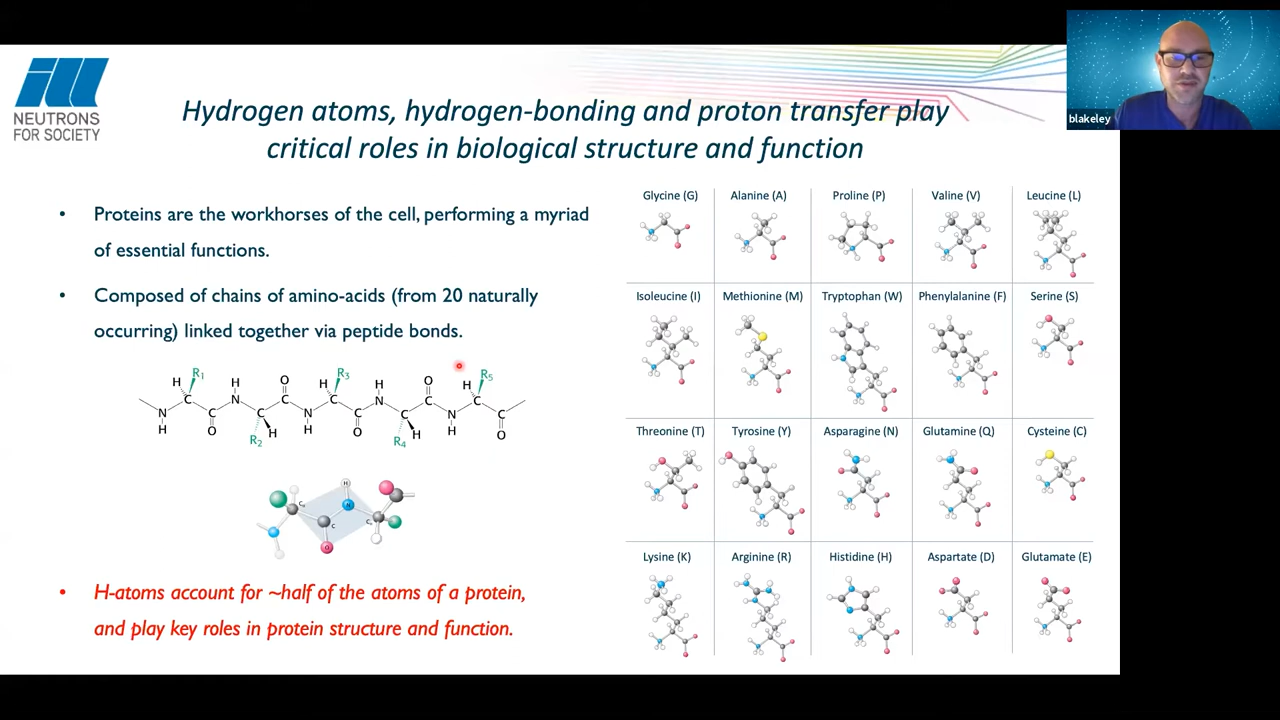 ill
NEUTRONS
FOR SOCIETY
Hydrogen atoms, hydrogen-bonding and proton transfer play
critical roles in biological structure and function
blakeley
• Proteins are the workhorses of the cell, performing a myriad
of essential functions.
• Composed of chains of amino-acids (from 20 naturally
occurring) linked together via peptide bonds.
H R1 H O H R3 H O H R5
N C N C C N C N C C N C C
H O R2 H H O R4 H H O
H
Cα C N Cα
O
• H-atoms account for ~half of the atoms of a protein,
and play key roles in protein structure and function.
Glycine (G) Alanine (A) Proline (P) Valine (V) Leucine (L)
Isoleucine (I) Methionine (M) Tryptophan (W) Phenylalanine (F) Serine (S)
Threonine (T) Tyrosine (Y) Asparagine (N) Glutamine (Q) Cysteine (C)
Lysine (K) Arginine (R) Histidine (H) Aspartate (D) Glutamate (E)